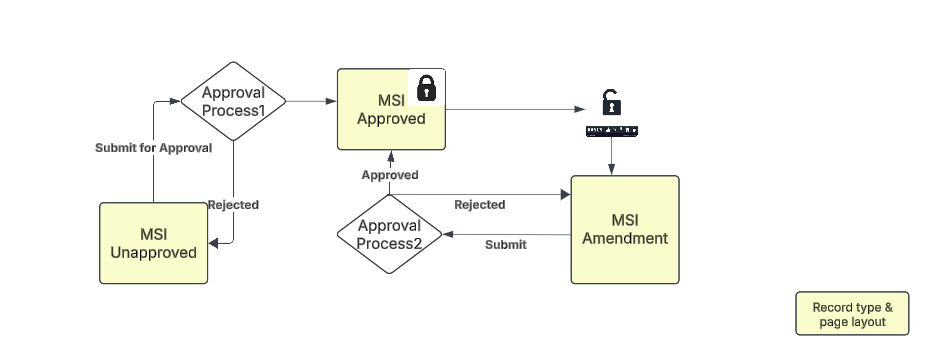 Approval
Process1
MSI
Approved
Submit for Approval
Approved
Rejected
Rejected
MSI
Unapproved
Approval
Process2
Submit
MSI
Amendment
Record type &
page layout